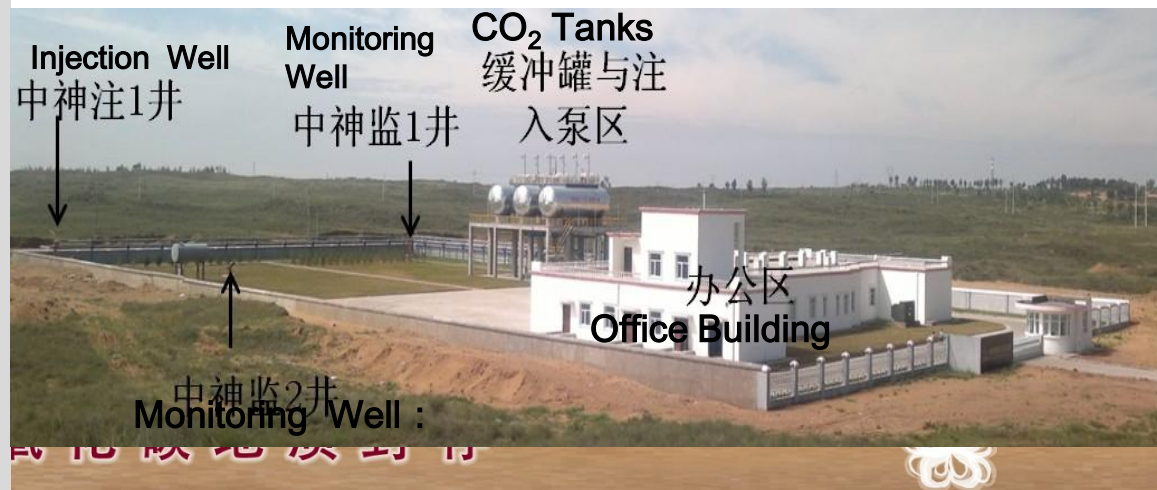 Injection Well
中神注1井
Monitoring
Well
中神监1井
CO₂ Tanks
缓冲罐与注
入泵区
办公区
Office Building
中神监2井
Monitoring Well :